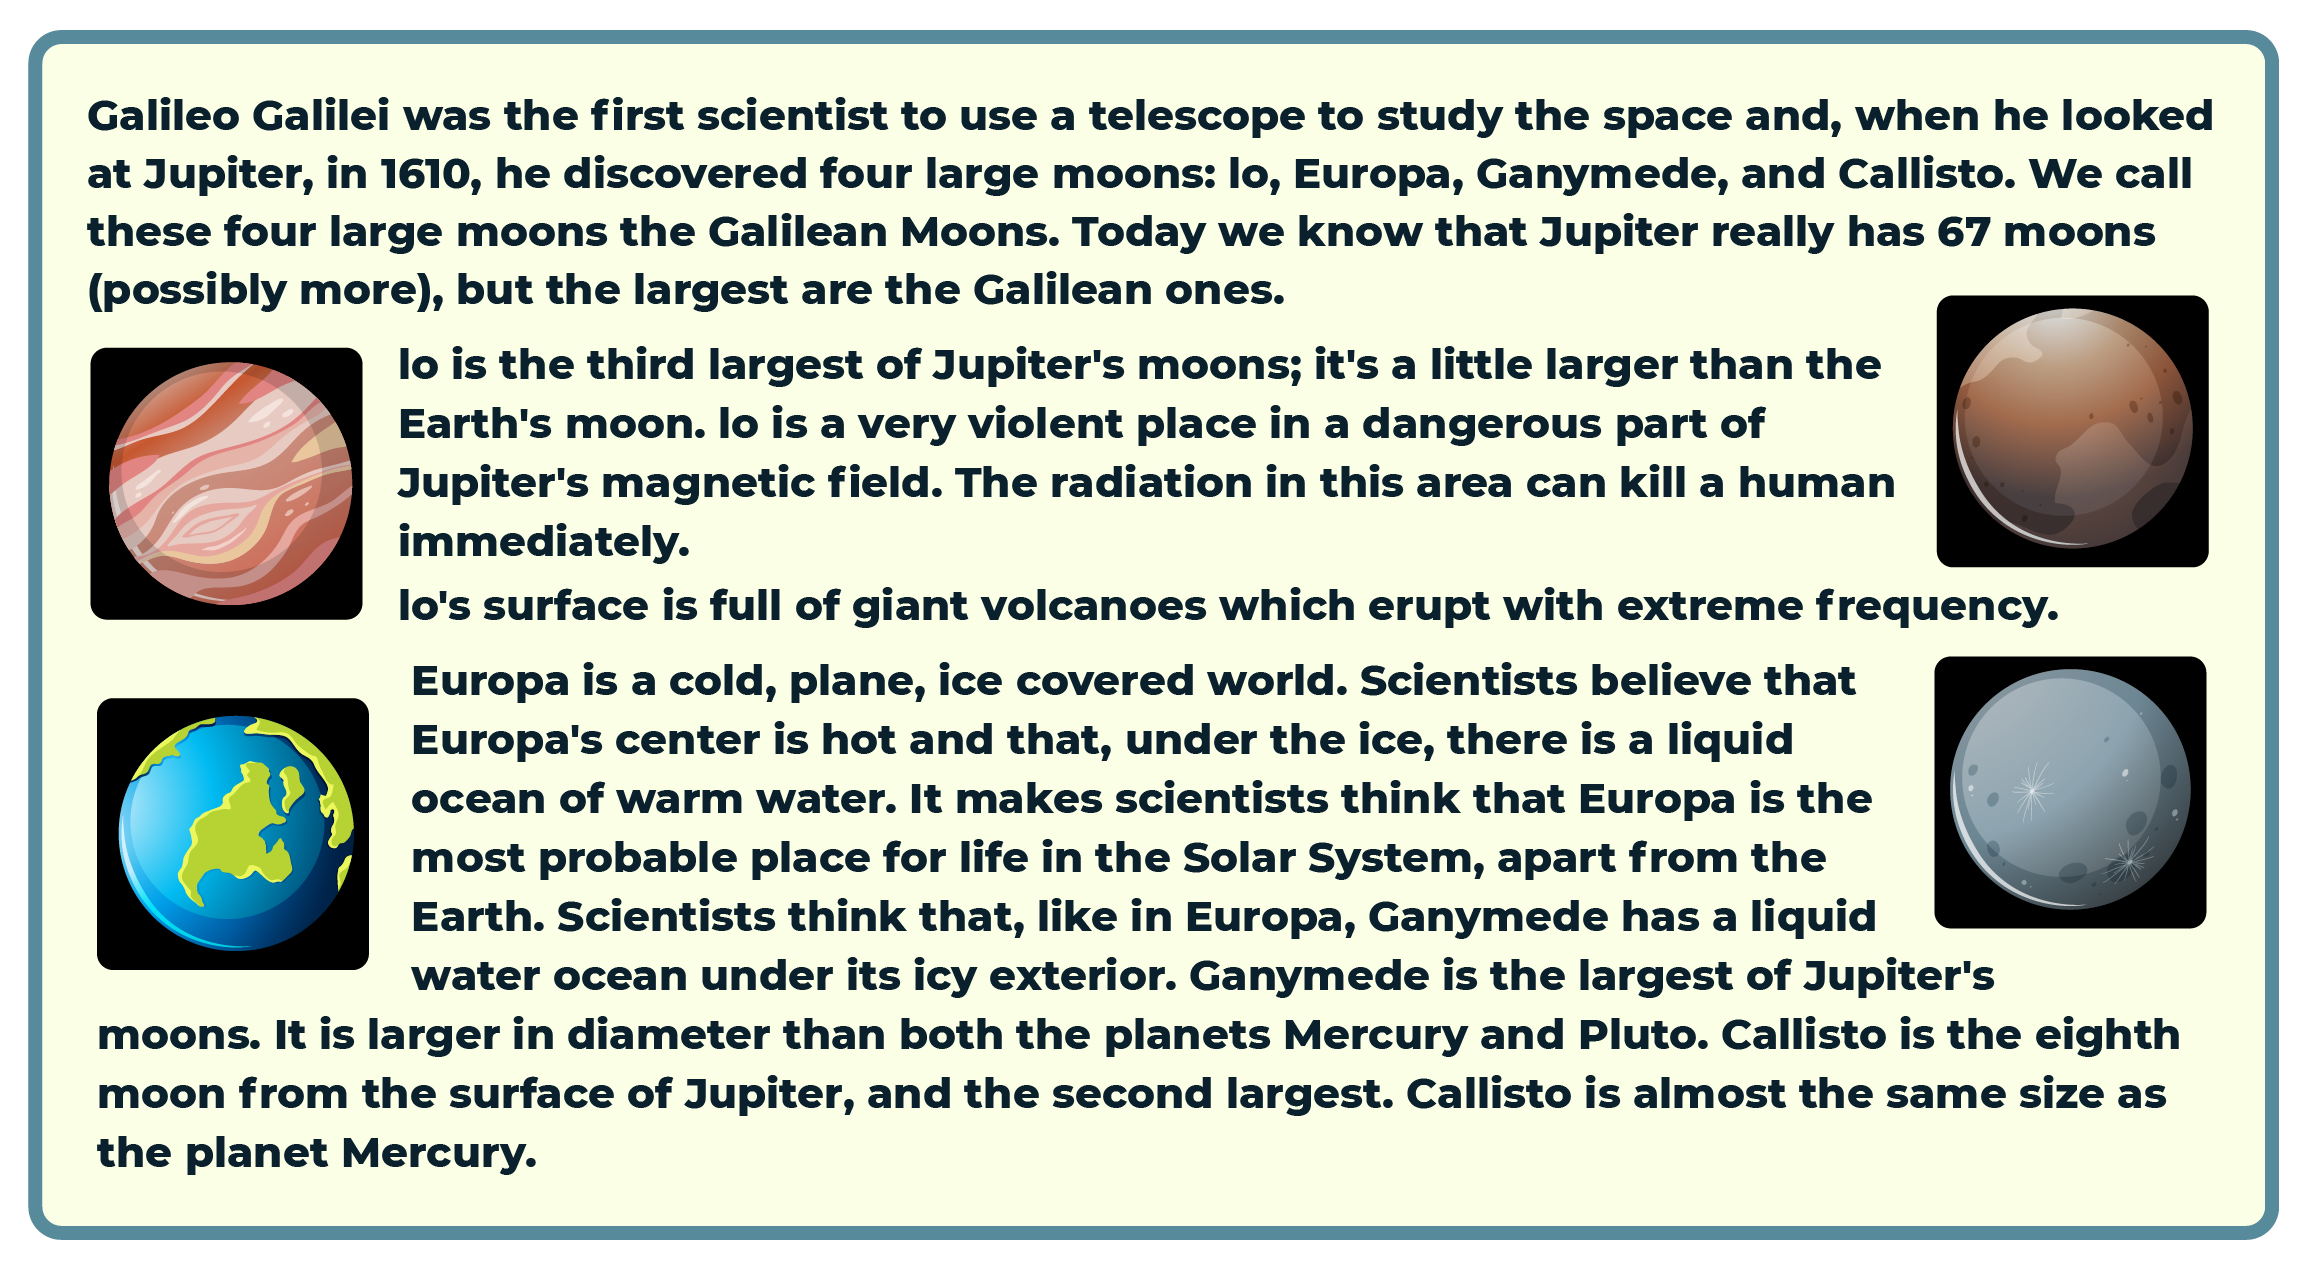 Galileo Galilei was the first scientist to use a telescope to study the space and, when he looked
at Jupiter, in 1610, he discovered four large moons: lo, Europa, Ganymede, and Callisto. We call
these four large moons the Galilean Moons. Today we know that Jupiter really has 67 moons
(possibly more), but the largest are the Galilean ones.
lo is the third largest of Jupiter's moons; it's a little larger than the
Earth's moon. lo is a very violent place in a dangerous part of
Jupiter's magnetic field. The radiation in this area can kill a human
immediately.
lo's surface is full of giant volcanoes which erupt with extreme frequency.
Europa is a cold, plane, ice covered world. Scientists believe that
Europa's center is hot and that, under the ice, there is a liquid
ocean of warm water. It makes scientists think that Europa is the
most probable place for life in the Solar System, apart from the
Earth. Scientists think that, like in Europa, Ganymede has a liquid
water ocean under its icy exterior. Ganymede is the largest of Jupiter's
moons. It is larger in diameter than both the planets Mercury and Pluto. Callisto is the eighth
moon from the surface of Jupiter, and the second largest. Callisto is almost the same size as
the planet Mercury.